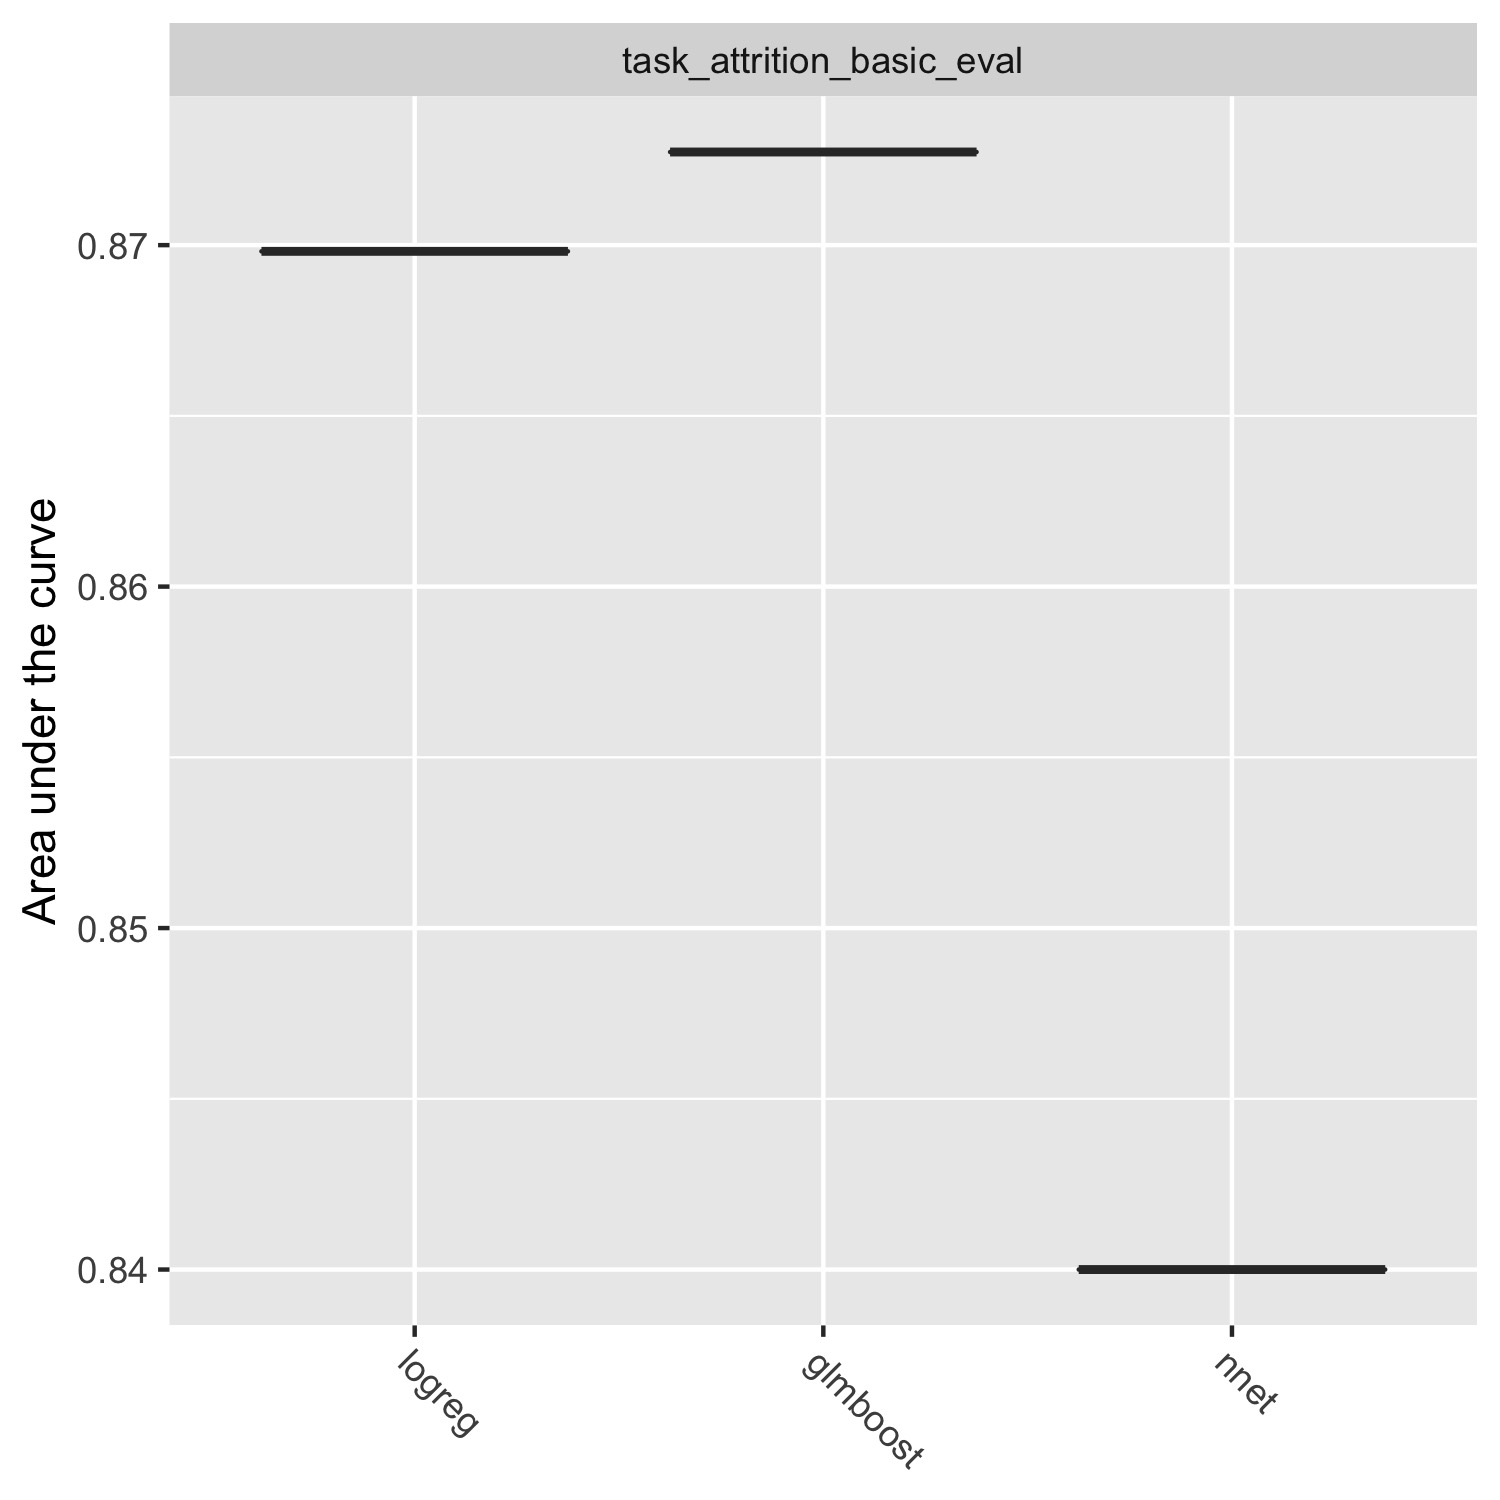 task_attrition_basic_eval
Area under the curve
0.87
0.86
0.85
0.84
logreg
glmboost
nnet